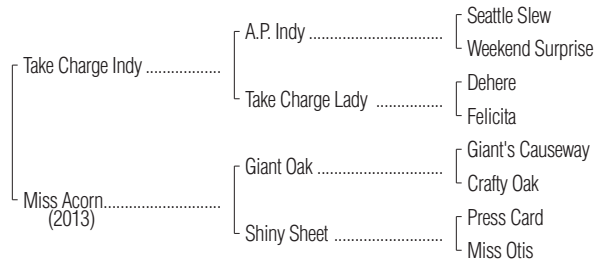 Seattle Slew
A.P. Indy ........................................
Weekend Surprise
Take Charge Indy ..................
Dehere
Take Charge Lady ...................
Felicita
Giant's Causeway
Giant Oak ......................................
Crafty Oak
Miss Acorn............................
(2013)
Press Card
Shiny Sheet ..........................
Miss Otis